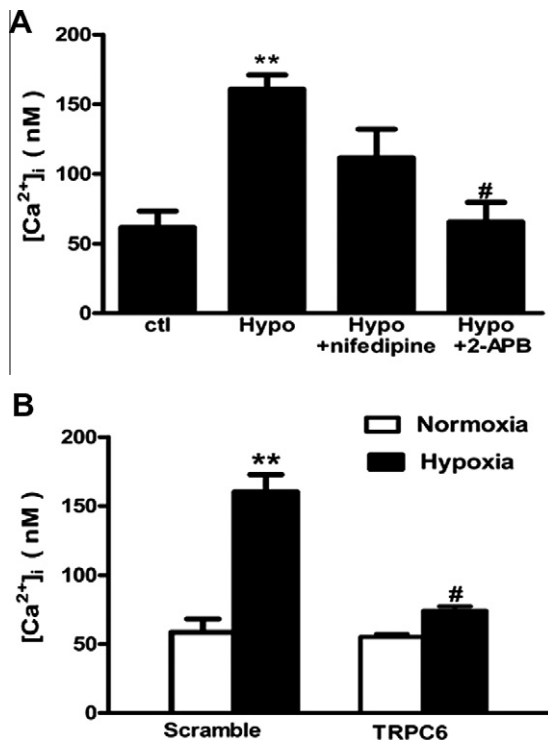 A
200
150
100
50
0
[Ca²⁺]i ( nM )
**
#
ctl Hypo Hypo Hypo
+nifedipine +2-APB
B
Normoxia
Hypoxia
200
150
100
50
0
[Ca²⁺]i ( nM )
**
#
Scramble TRPC6